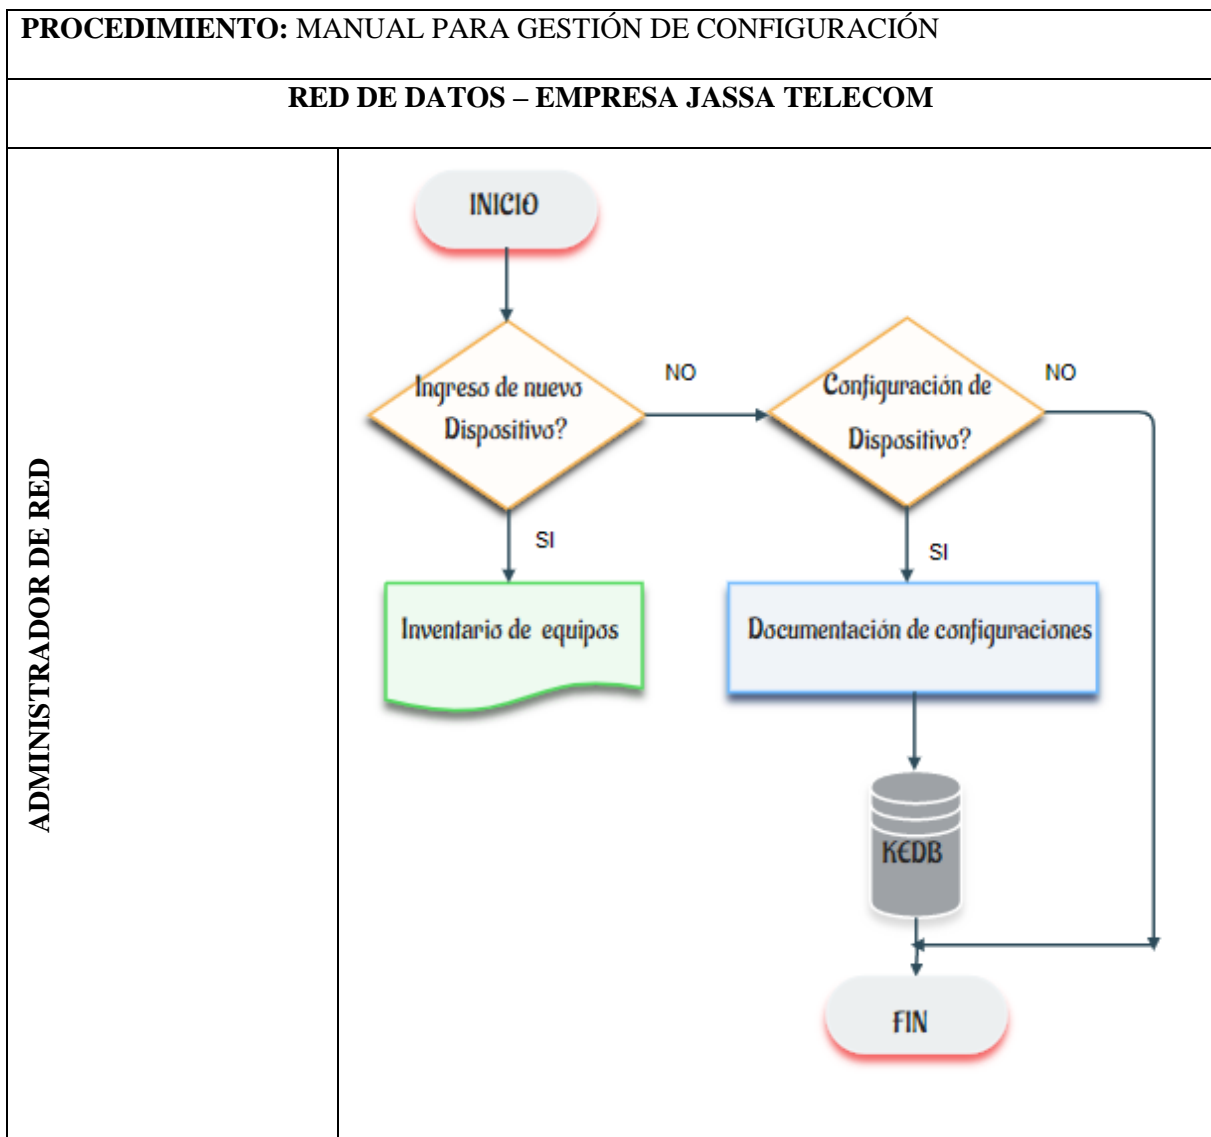 PROCEDIMIENTO: MANUAL PARA GESTIÓN DE CONFIGURACIÓN
RED DE DATOS – EMPRESA JASSA TELECOM
ADMINISTRADOR DE RED
INICIO
Ingreso de nuevo
Dispositivo?
NO
Configuración de
Dispositivo?
NO
SI
SI
Inventario de equipos
Documentación de configuraciones
KEDB
FIN